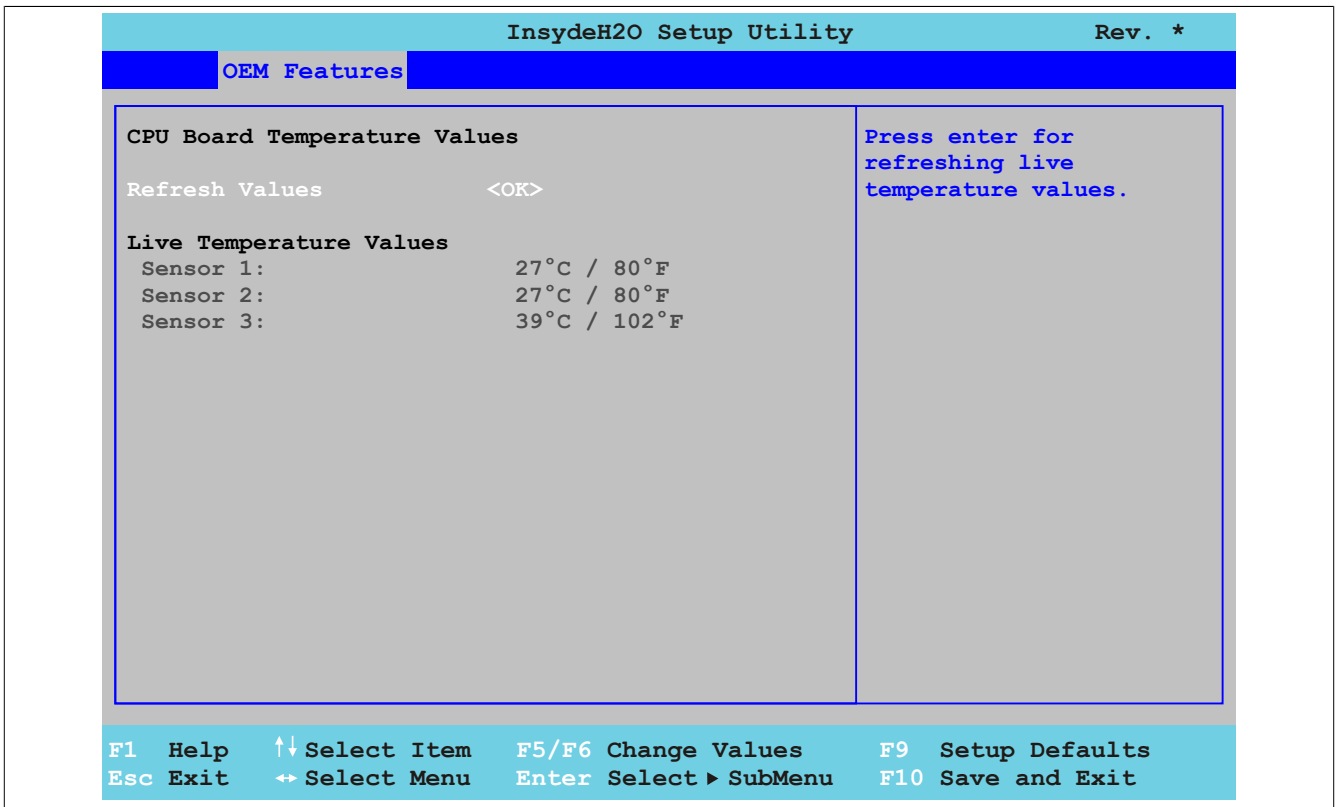 InsydeH2O Setup Utility Rev. *
OEM Features
CPU Board Temperature Values
Refresh Values <OK>
Live Temperature Values
Sensor 1: 27°C / 80°F
Sensor 2: 27°C / 80°F
Sensor 3: 39°C / 102°F
Press enter for
refreshing live
temperature values.
F1 Help ↑↓ Select Item F5/F6 Change Values F9 Setup Defaults
Esc Exit ↔ Select Menu Enter Select ▶ SubMenu F10 Save and Exit